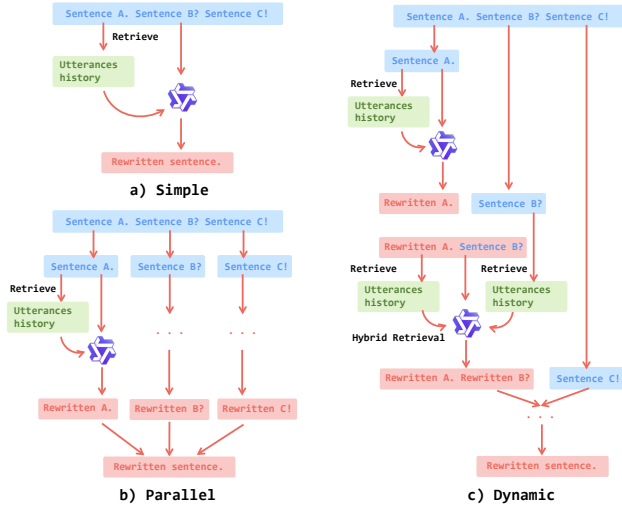 Sentence A. Sentence B? Sentence C!
Retrieve
Utterances
history
Rewritten sentence.
a) Simple
Sentence A. Sentence B? Sentence C!
Sentence A.
Sentence B?
Sentence C!
Retrieve
Utterances
history
. . .
. . .
Rewritten A.
Rewritten B?
Rewritten C!
Rewritten sentence.
b) Parallel
Sentence A. Sentence B? Sentence C!
Sentence A.
Retrieve
Utterances
history
Rewritten A.
Sentence B?
Rewritten A. Sentence B?
Retrieve
Retrieve
Utterances
history
Utterances
history
Hybrid Retrieval
Rewritten A. Rewritten B?
Sentence C!
. . .
Rewritten sentence.
c) Dynamic